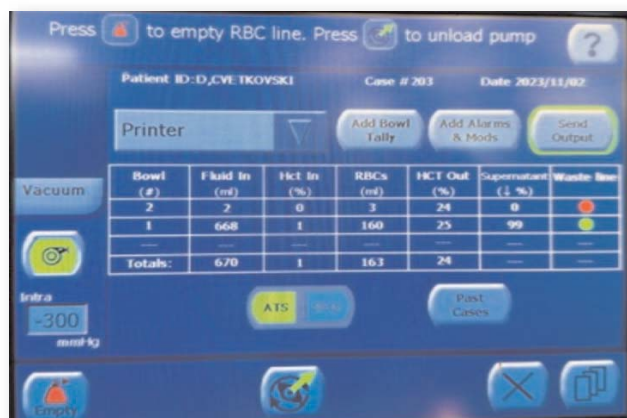 Press to empty RBC line. Press to unload pump
?
Patient ID:D,CVETKOVSKI Case # 203 Date 2023/11/02
Printer
Add Bowl Tally
Add Alarms & Mods
Send Output
Vacuum
Bowl (#) Fluid In (ml) Hct In (%) RBCs (ml) HCT Out (%) Supernatant (↓ %) Waste line
2 2 0 3 24 0
1 668 1 160 25 99
--- --- --- --- --- ---
Totals: 670 1 163 24 --- ---
Intra
-300
mmHg
ATS
Past Cases
Empty